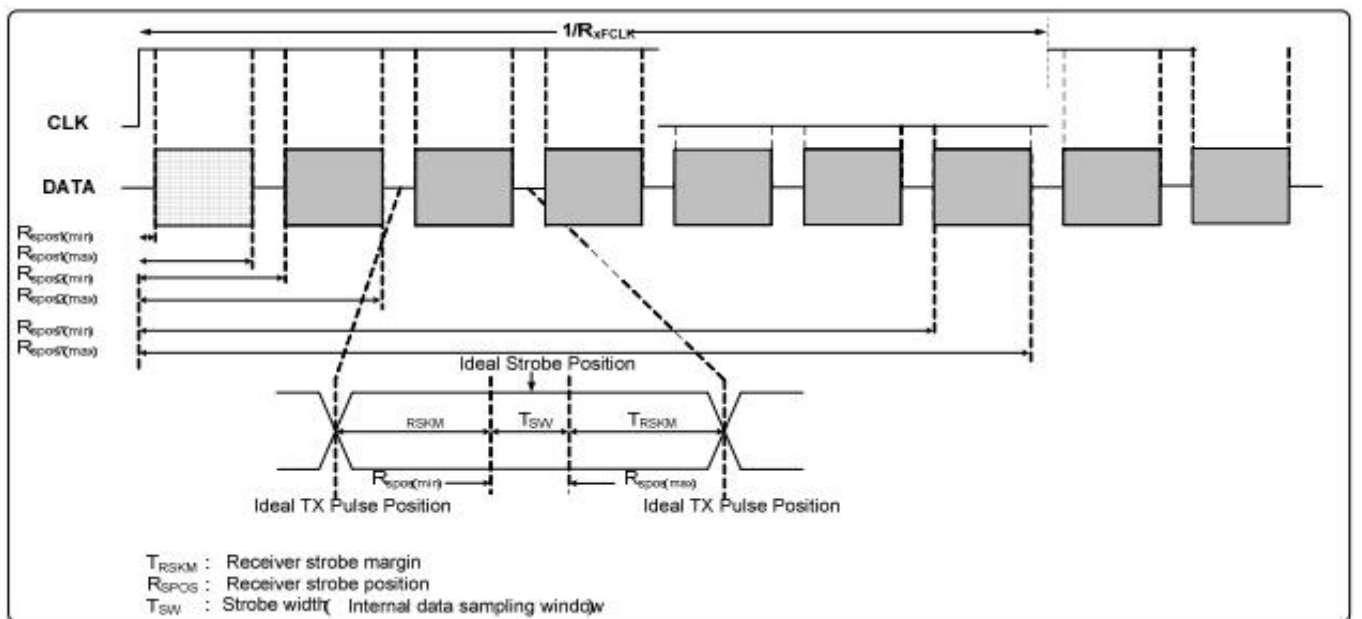 1/RxFCLK
CLK
DATA
Rspos1(min)
Rspos1(max)
Rspos2(min)
Rspos2(max)
Rspos7(min)
Rspos7(max)
Ideal Strobe Position
RSKM TSW TRSKM
Rspos(min) Rspos(max)
Ideal TX Pulse Position Ideal TX Pulse Position
TRSKM : Receiver strobe margin
RSPOS : Receiver strobe position
TSW : Strobe width( Internal data sampling window)